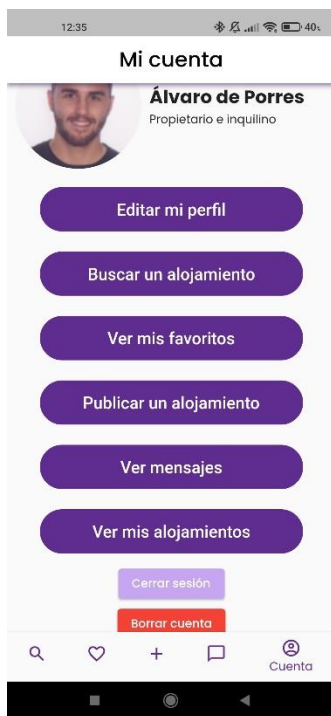 12:35
40
Mi cuenta
Álvaro de Porres
Propietario e inquilino
Editar mi perfil
Buscar un alojamiento
Ver mis favoritos
Publicar un alojamiento
Ver mensajes
Ver mis alojamientos
Cerrar sesión
Borrar cuenta
Cuenta